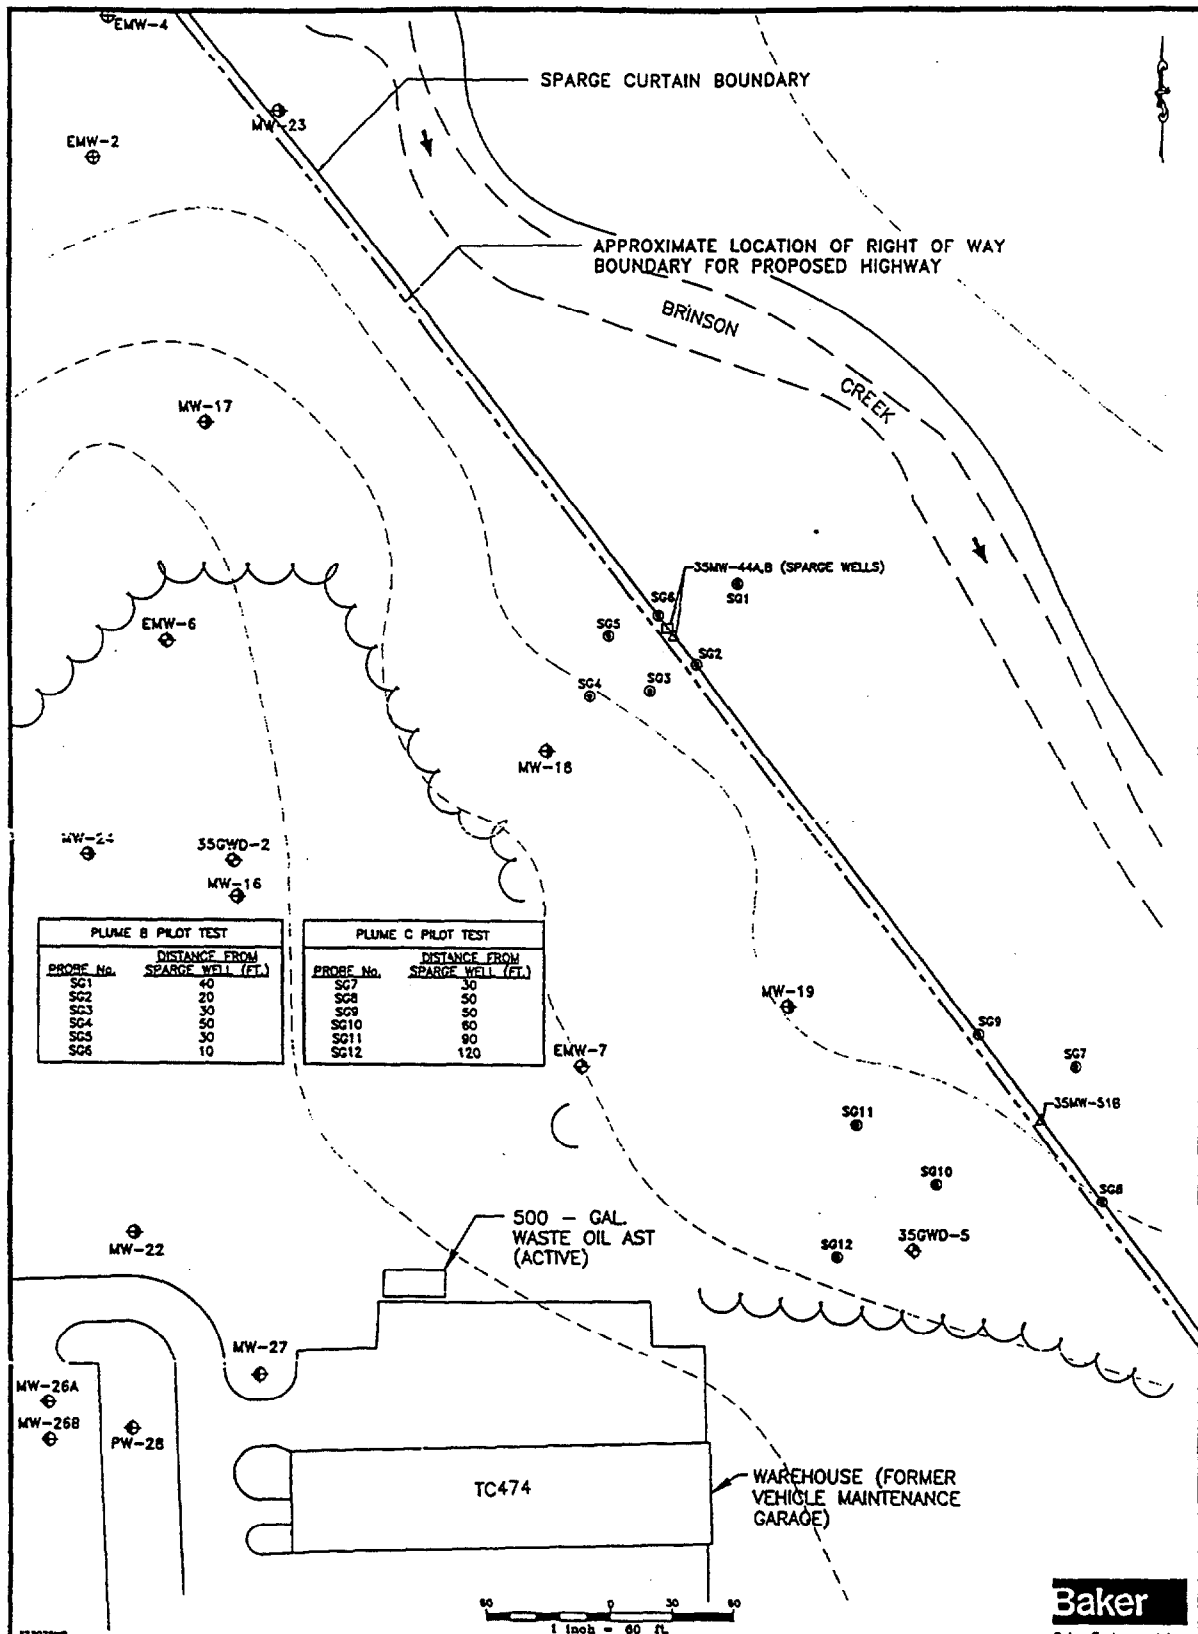 EMW-4
SPARGE CURTAIN BOUNDARY
MW-23
EMW-2
APPROXIMATE LOCATION OF RIGHT OF WAY
BOUNDARY FOR PROPOSED HIGHWAY
BRINSON
CREEK
MW-17
35MW-44A,B (SPARGE WELLS)
SG1
SG6
EMW-6
SG5
SG2
SG3
SG4
MW-18
MW-24
35GWD-2
MW-16
PLUME B PILOT TEST
PROBE No. DISTANCE FROM SPARGE WELL (FT.)
SG1 40
SG2 20
SG3 30
SG4 50
SG5 30
SG6 10
PLUME C PILOT TEST
PROBE No. DISTANCE FROM SPARGE WELL (FT.)
SG7 30
SG8 50
SG9 50
SG10 60
SG11 90
SG12 120
MW-19
SG9
EMW-7
SG7
35MW-51B
SG11
SG10
SG8
500 - GAL.
WASTE OIL AST
(ACTIVE)
MW-22
35GWD-5
SG12
MW-27
MW-26A
MW-26B
PW-28
TC474
WAREHOUSE (FORMER
VEHICLE MAINTENANCE
GARAGE)
60 0 30 60
1 inch = 60 ft.
Baker